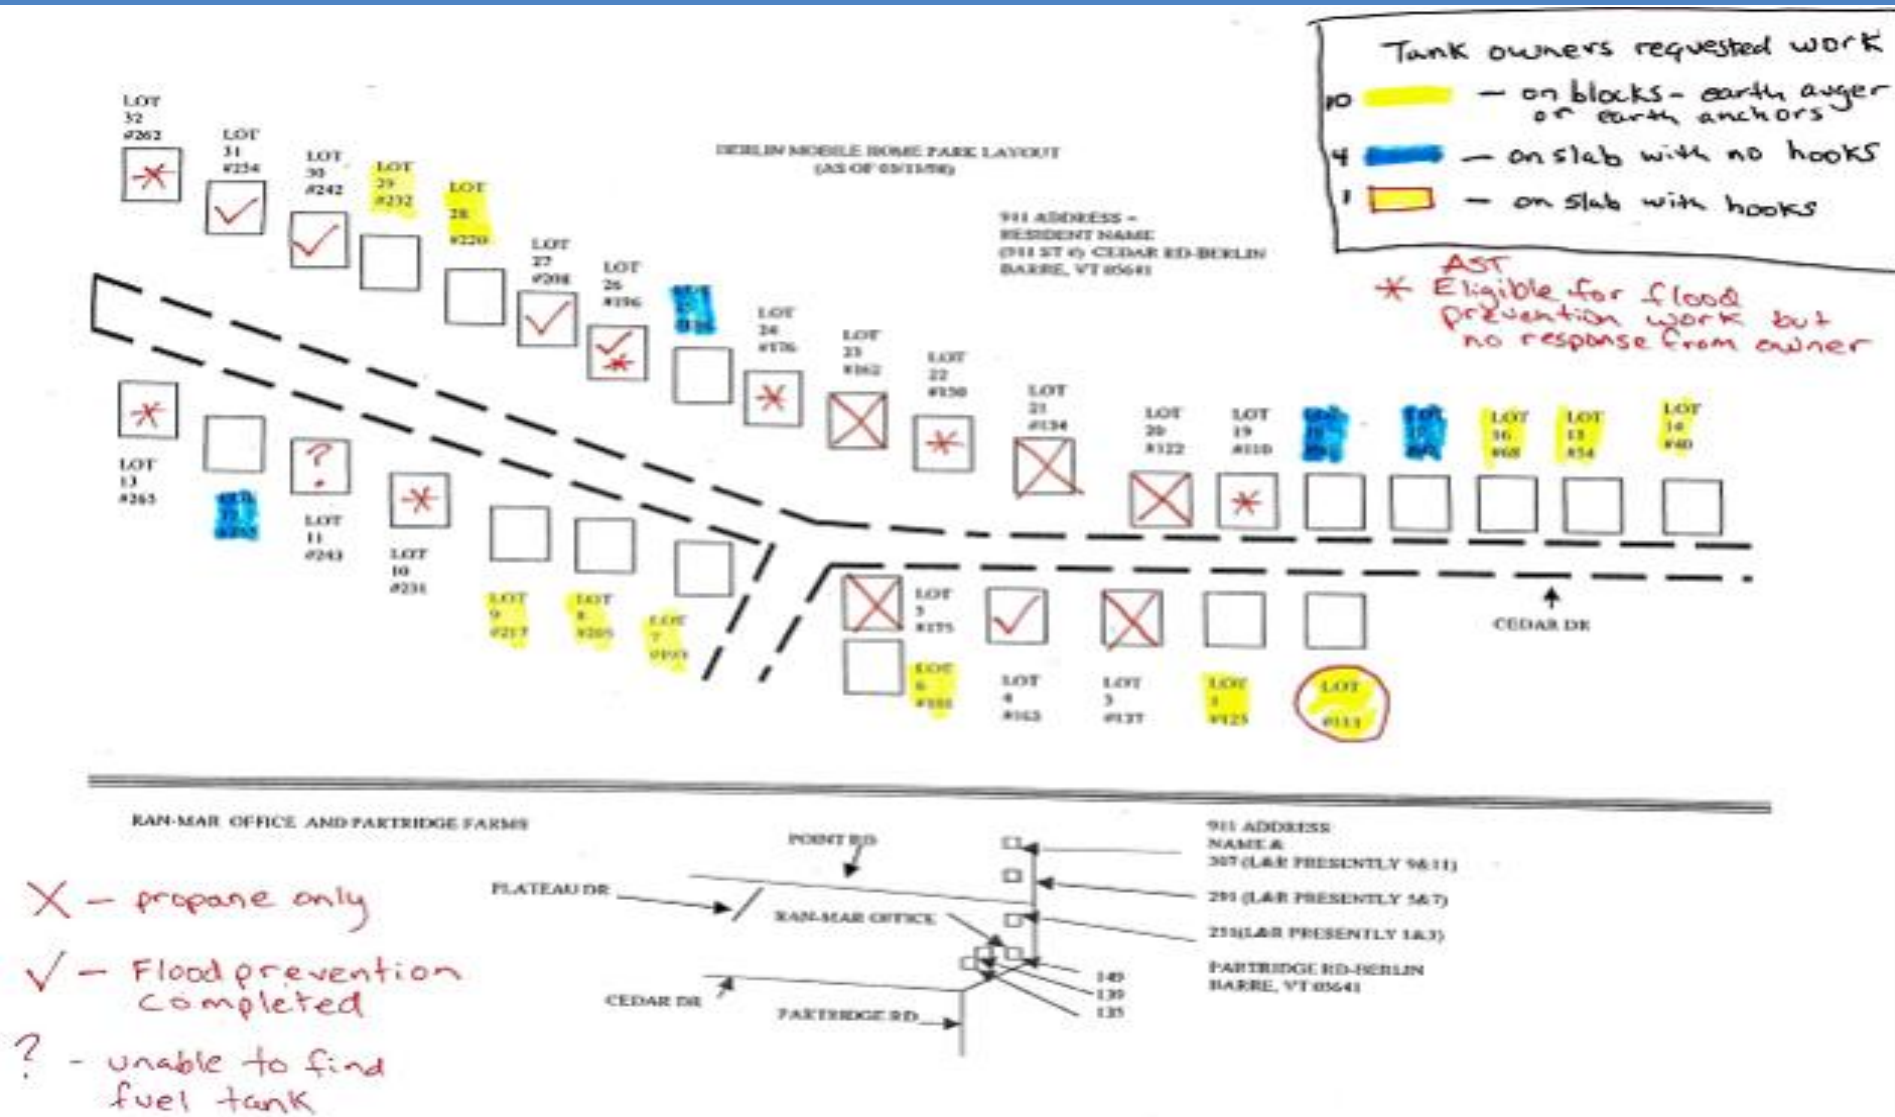 Tank owners requested work
10 — on blocks - earth auger
or earth anchors
4 — on slab with no hooks
1 — on slab with hooks
AST
* Eligible for flood
prevention work but
no response from owner
BERLIN MOBILE HOME PARK LAYOUT
(AS OF 03/13/98)
911 ADDRESS =
RESIDENT NAME
(911 ST #) CEDAR RD-BERLIN
BARRE, VT 05641
LOT
32
#262
LOT
31
#254
LOT
30
#242
LOT
29
#232
LOT
28
#220
LOT
27
#208
LOT
26
#196
LOT
24
#176
LOT
23
#162
LOT
22
#150
LOT
21
#134
LOT
20
#122
LOT
19
#110
LOT
16
#68
LOT
15
#54
LOT
14
#40
LOT
13
#265
?
LOT
11
#243
LOT
10
#231
LOT
9
#217
LOT
8
#205
LOT
7
#193
LOT
5
#175
LOT
6
LOT
4
#163
LOT
3
#137
LOT
#125
LOT
#113
CEDAR DR
RAN-MAR OFFICE AND PARTRIDGE FARMS
POINT RD
PLATEAU DR
RAN-MAR OFFICE
CEDAR DR
PARTRIDGE RD
149
139
135
911 ADDRESS
NAME &
307 (L&R PRESENTLY 9&11)
291 (L&R PRESENTLY 5&7)
251(L&R PRESENTLY 1&3)
PARTRIDGE RD-BERLIN
BARRE, VT 05641
X — propane only
✓ — Flood prevention
completed
? - unable to find
fuel tank